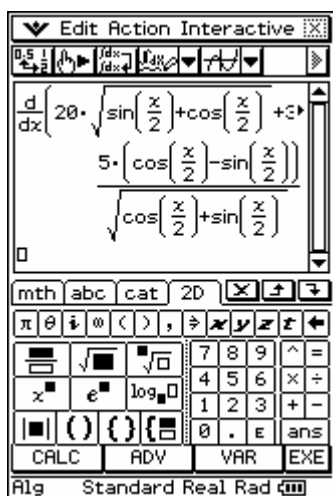 Edit Action Interactive
d/dx(20·√(sin(x/2)+cos(x/2)) +3▶
5·(cos(x/2)-sin(x/2))
√(cos(x/2)+sin(x/2))
mth abc cat 2D
π θ i ∞ ( ) , ⇒ x y z t ←
√■ ⁿ√□ 7 8 9 ^ =
x■ e■ log■□ 4 5 6 × ÷
1 2 3 + -
|■| () {} 0 . E ans
CALC ADV VAR EXE
Alg Standard Real Rad